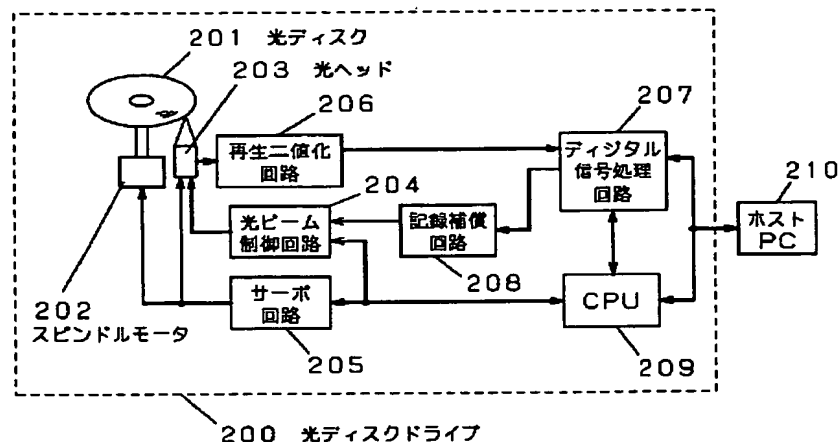 201 光ディスク
203 光ヘッド
206
207
再生二値化
回路
ディジタル
信号処理
回路
210
204
ホスト
PC
光ビーム
制御回路
記録補償
回路
208
202
スピンドルモータ
サーボ
回路
CPU
205
209
200 光ディスクドライブ